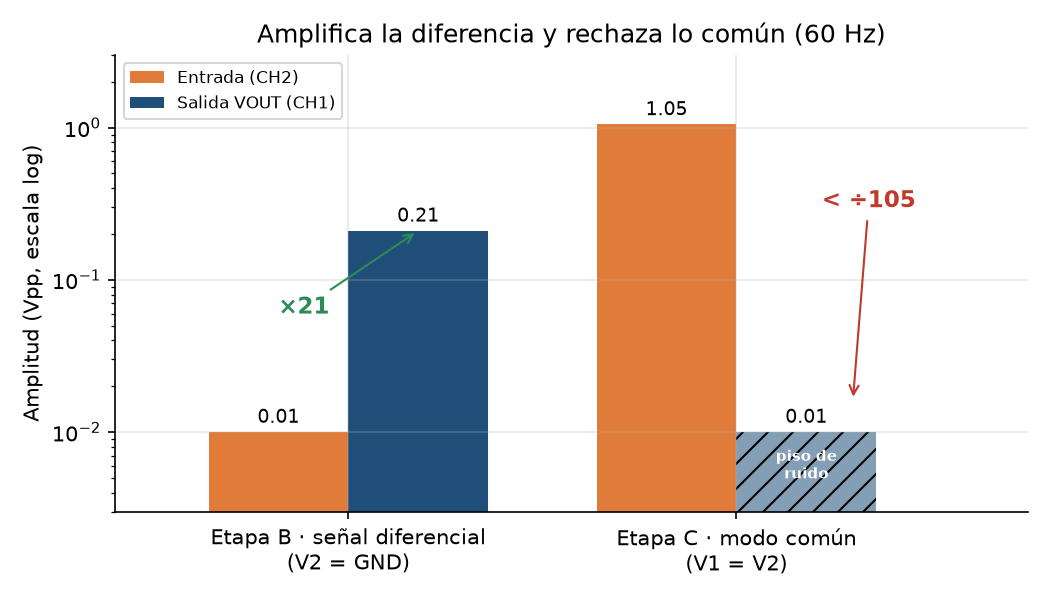 Amplifica la diferencia y rechaza lo común (60 Hz)
Entrada (CH2)
Salida VOUT (CH1)
Amplitud (Vpp, escala log)
10⁰
10⁻¹
10⁻²
0.01
0.21
1.05
0.01
×21
< ÷105
piso de
ruido
Etapa B · señal diferencial
(V2 = GND)
Etapa C · modo común
(V1 = V2)